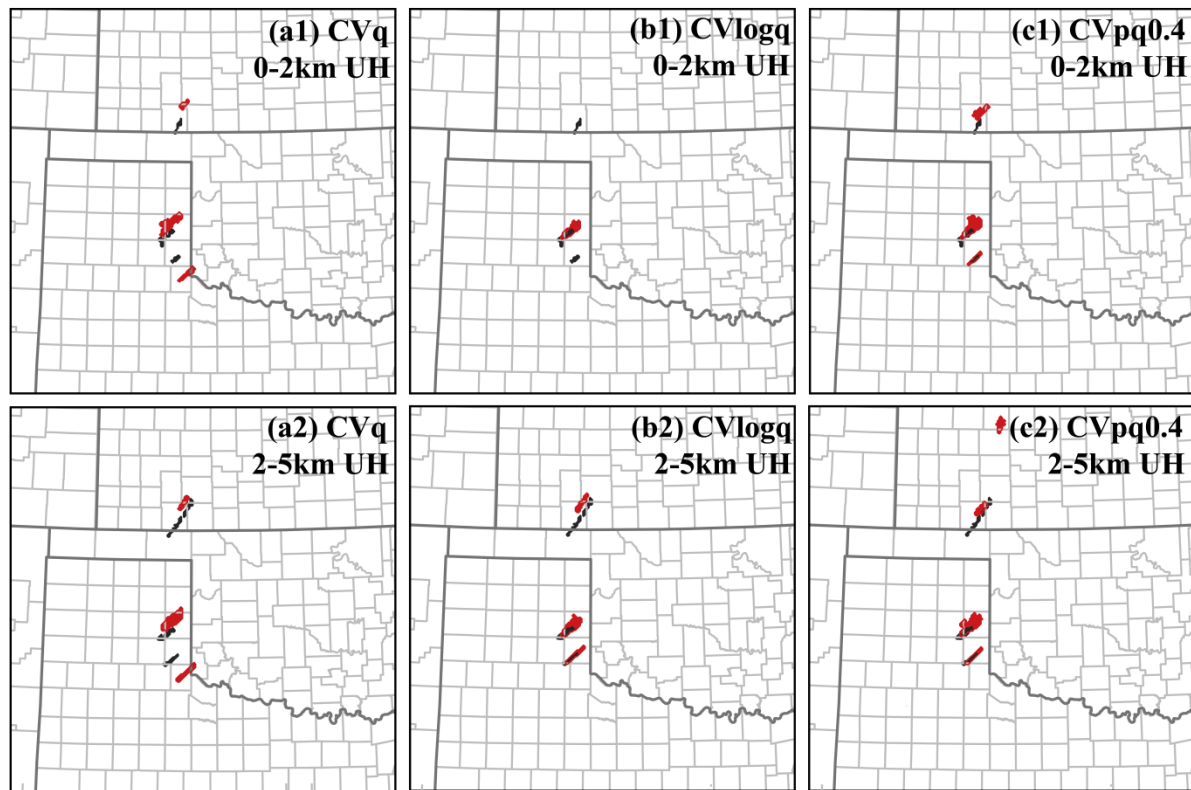 (a1) CVq
0-2km UH
(b1) CVlogq
0-2km UH
(c1) CVpq0.4
0-2km UH
(a2) CVq
2-5km UH
(b2) CVlogq
2-5km UH
(c2) CVpq0.4
2-5km UH